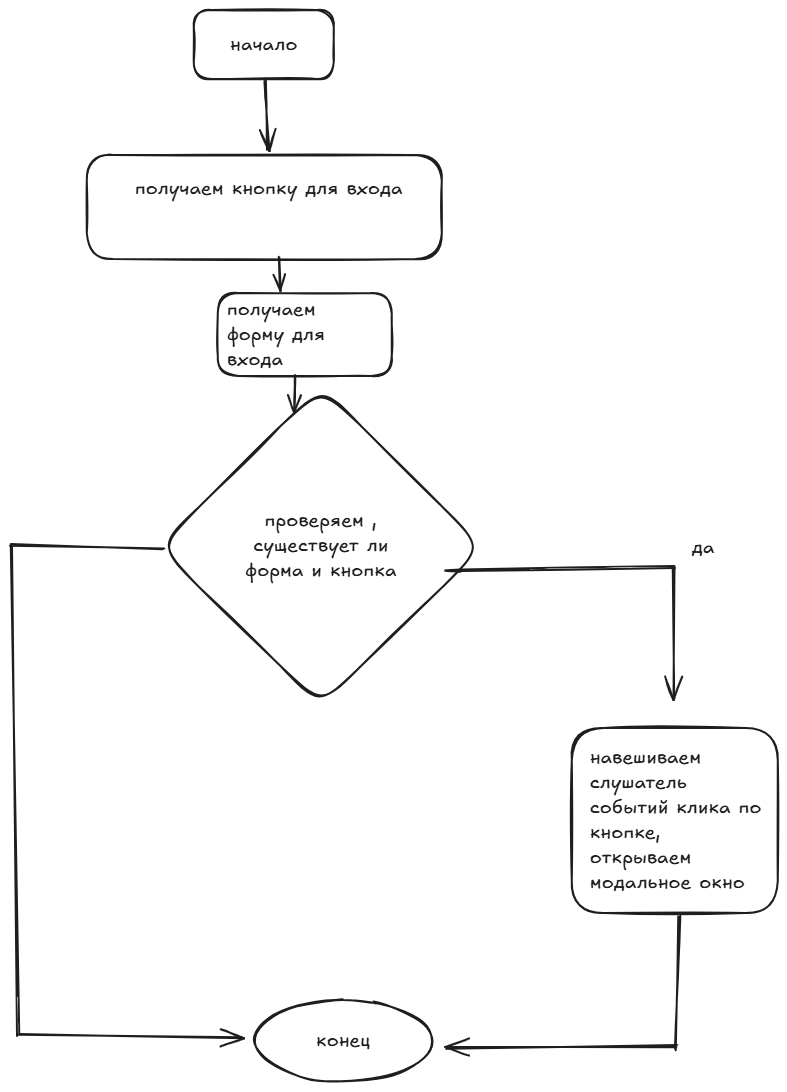 начало
получаем кнопку для входа
получаем
форму для
входа
проверяем ,
существует ли
форма и кнопка
да
навешиваем
слушатель
событий клика по
кнопке,
открываем
модальное окно
конец